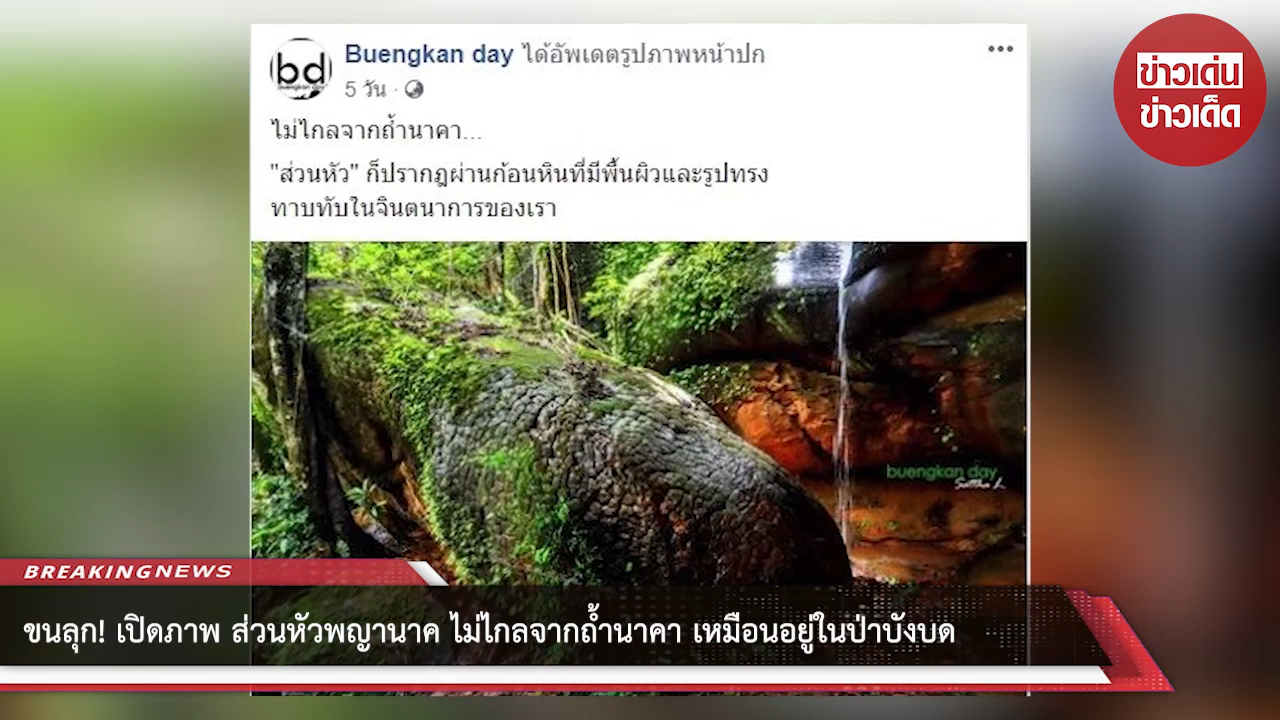 bd
Buengkan day ได้อัพเดตรูปภาพหน้าปก
5 วัน ·
ไม่ไกลจากถ้ำนาคา...
"ส่วนหัว" ก็ปรากฎผ่านก้อนหินที่มีพื้นผิวและรูปทรง
ทาบทับในจินตนาการของเรา
ข่าวเด่น
ข่าวเด็ด
buengkan day
BREAKING NEWS
ขนลุก! เปิดภาพ ส่วนหัวพญานาค ไม่ไกลจากถ้ำนาคา เหมือนอยู่ในป่าบังบด